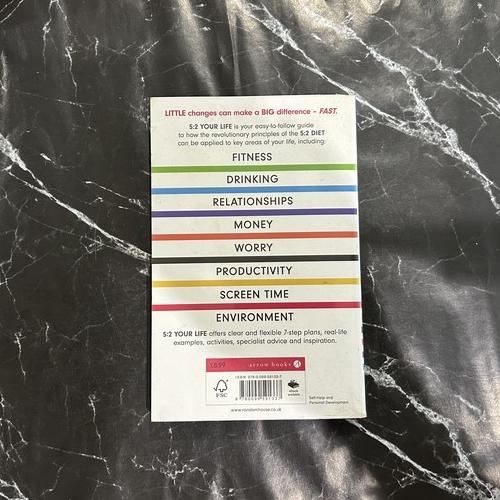 LITTLE changes can make a BIG difference – FAST.
5:2 YOUR LIFE is your easy-to-follow guide
to how the revolutionary principles of the 5:2 DIET
can be applied to key areas of your life, including:
FITNESS
DRINKING
RELATIONSHIPS
MONEY
WORRY
PRODUCTIVITY
SCREEN TIME
ENVIRONMENT
5:2 YOUR LIFE offers clear and flexible 7-step plans, real-life
examples, activities, specialist advice and inspiration.
arrow books
FSC
www.randomhouse.co.uk
Self-Help and
Personal Development